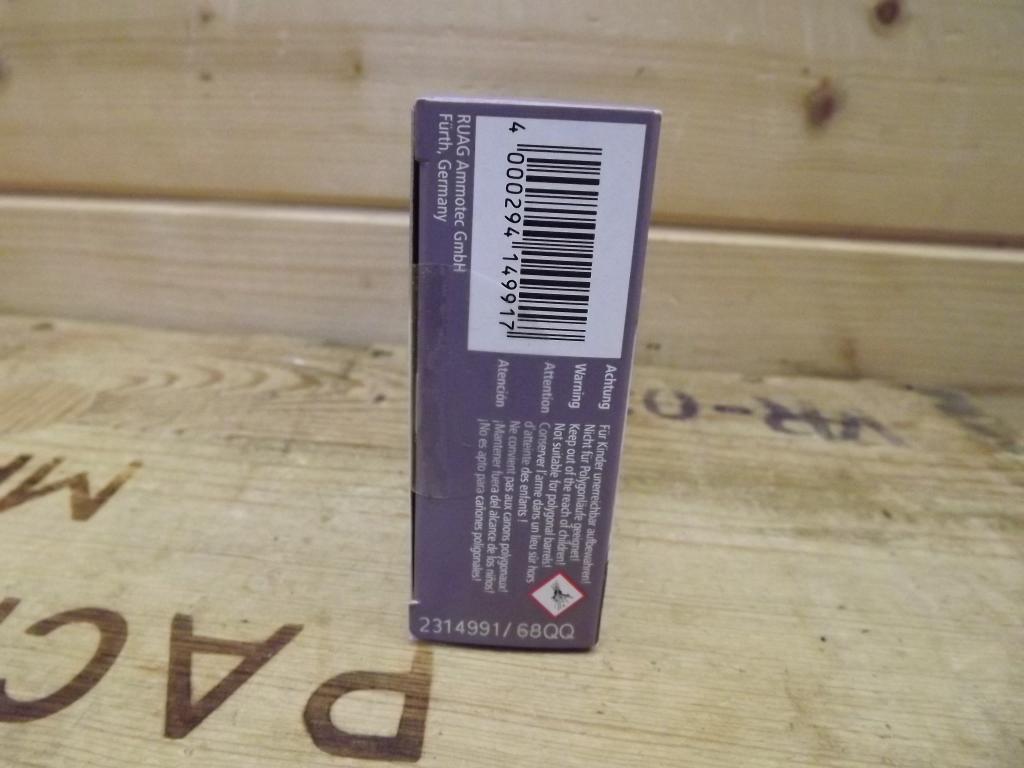 4 000294 149917
RUAG Ammotec GmbH
Fürth, Germany
Achtung Für Kinder unerreichbar aufbewahren!
Nicht für Polygonläufe geeignet!
Warning Keep out of the reach of children!
Not suitable for polygonal barrels!
Attention Conserver l'arme dans un lieu sûr hors
d'atteinte des enfants !
Ne convient pas aux canons polygonaux!
Atención ¡Mantener fuera del alcance de los niños!
¡No es apto para cañones poligonales!
2314991/ 68QQ
PAC